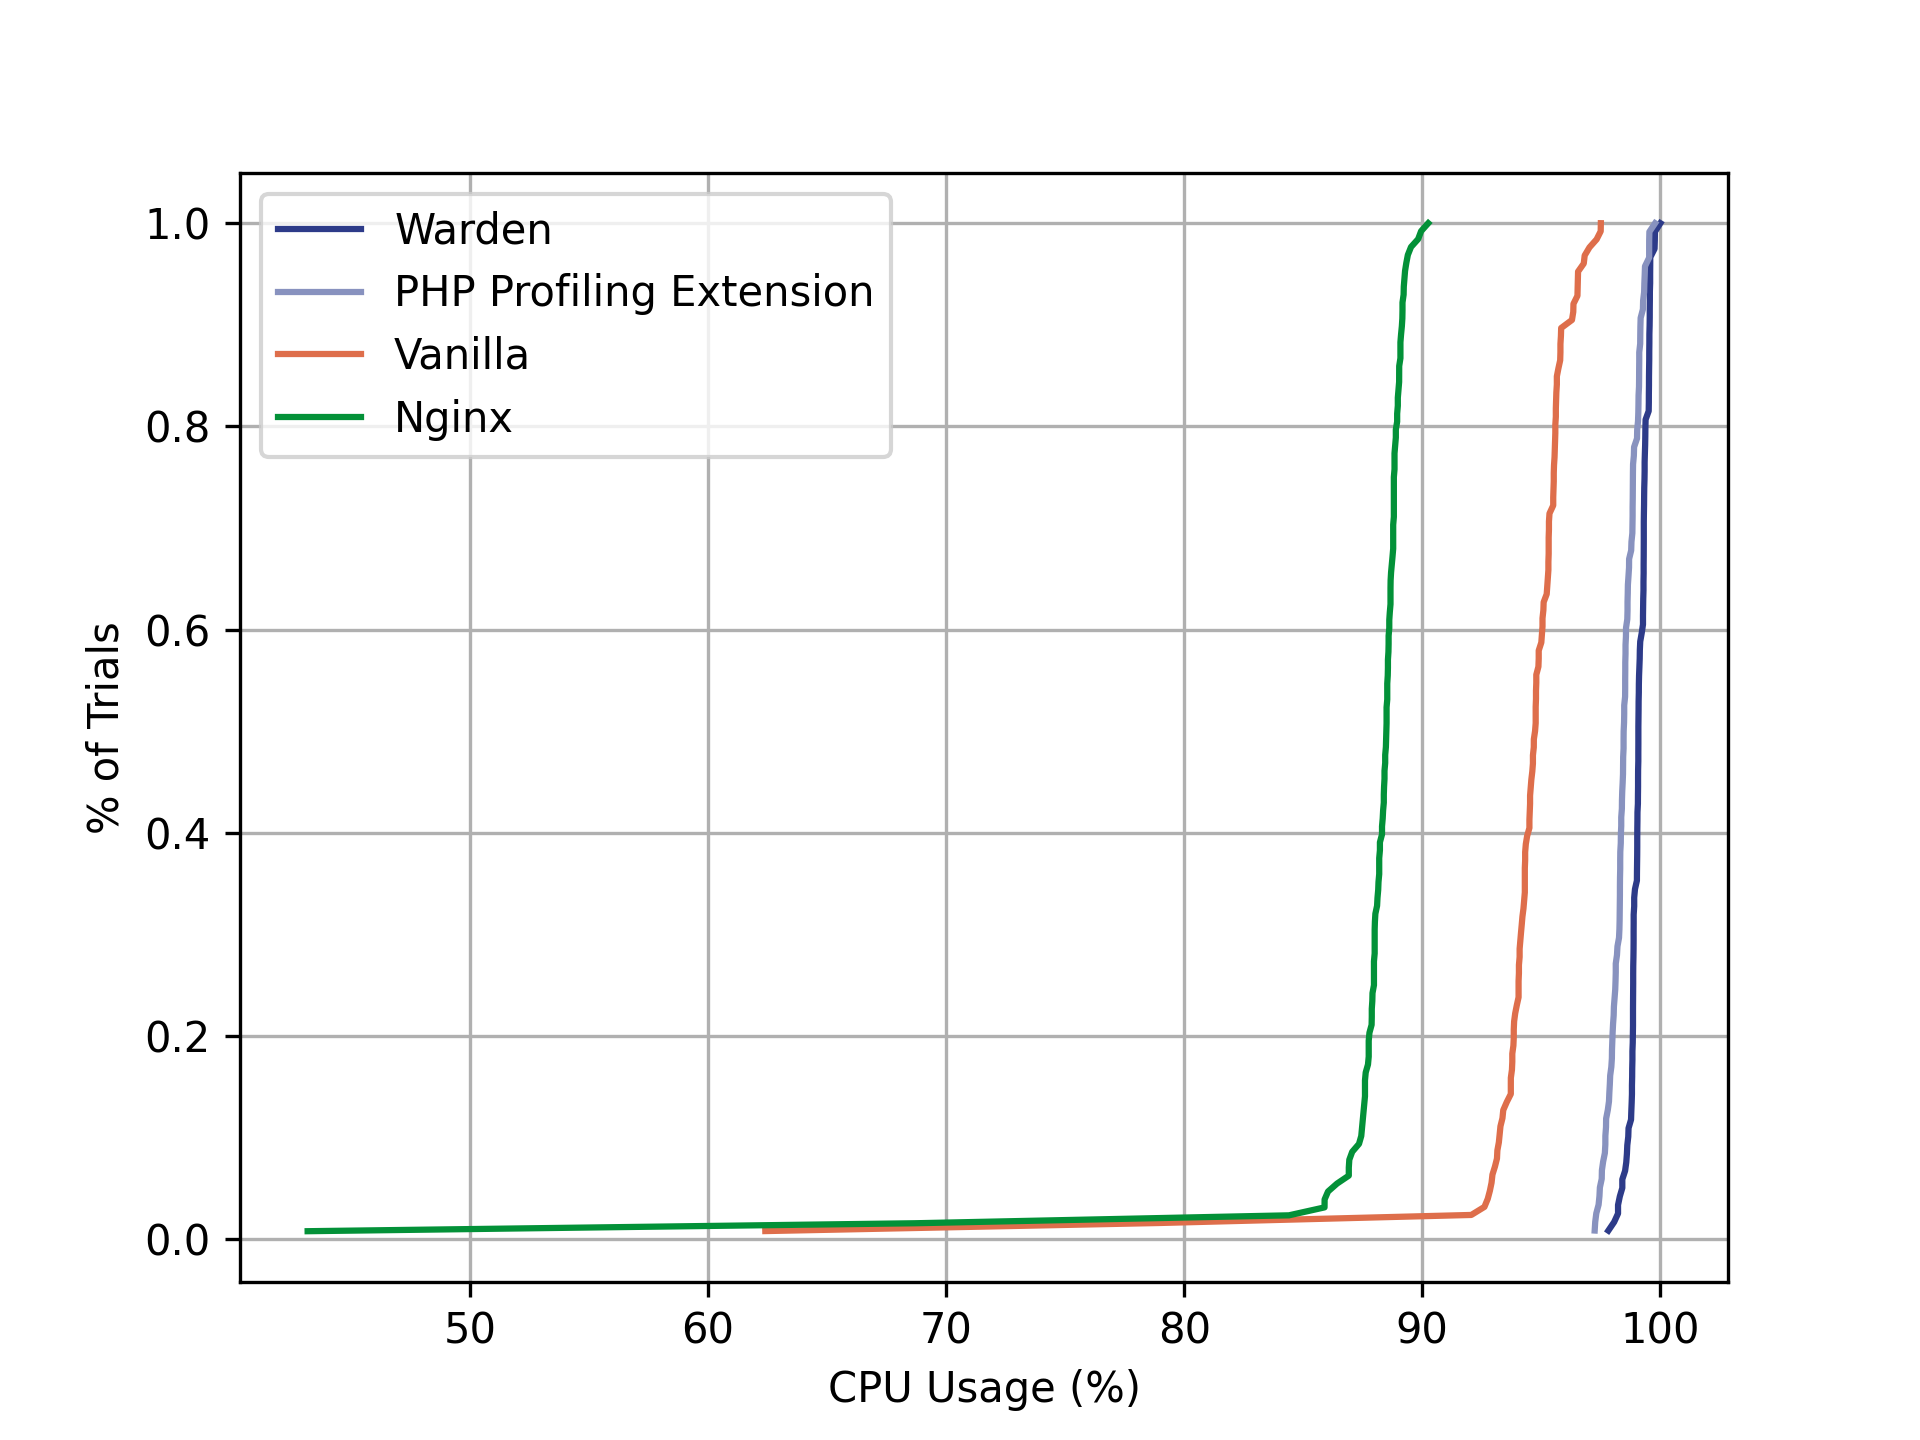 Warden
PHP Profiling Extension
Vanilla
Nginx
1.0
0.8
0.6
0.4
0.2
0.0
% of Trials
50 60 70 80 90 100
CPU Usage (%)